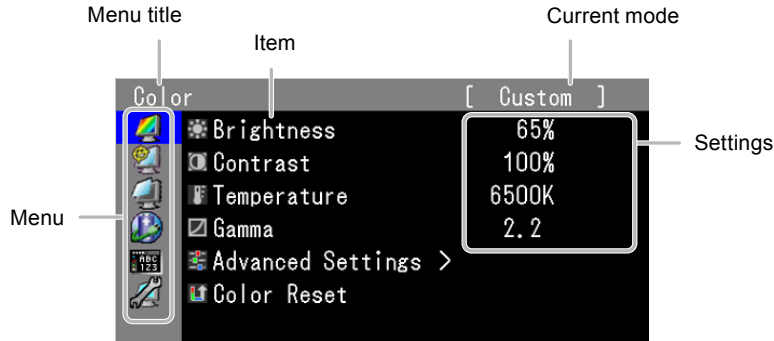 Menu title
Current mode
Item
Color [ Custom ]
Brightness 65%
Settings
Contrast 100%
Temperature 6500K
Menu
Gamma 2.2
ABC
123
Advanced Settings >
Color Reset